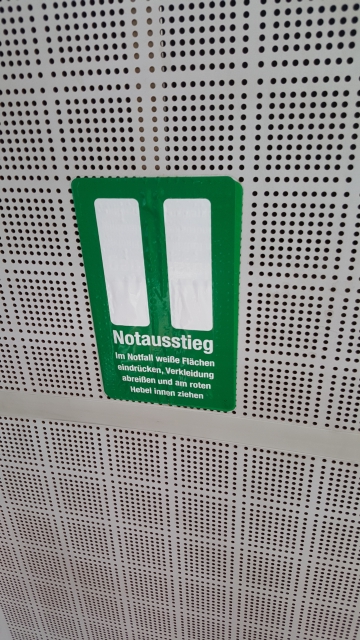 Notausstieg
Im Notfall weiße Flächen
eindrücken, Verkleidung
abreißen und am roten
Hebel innen ziehen